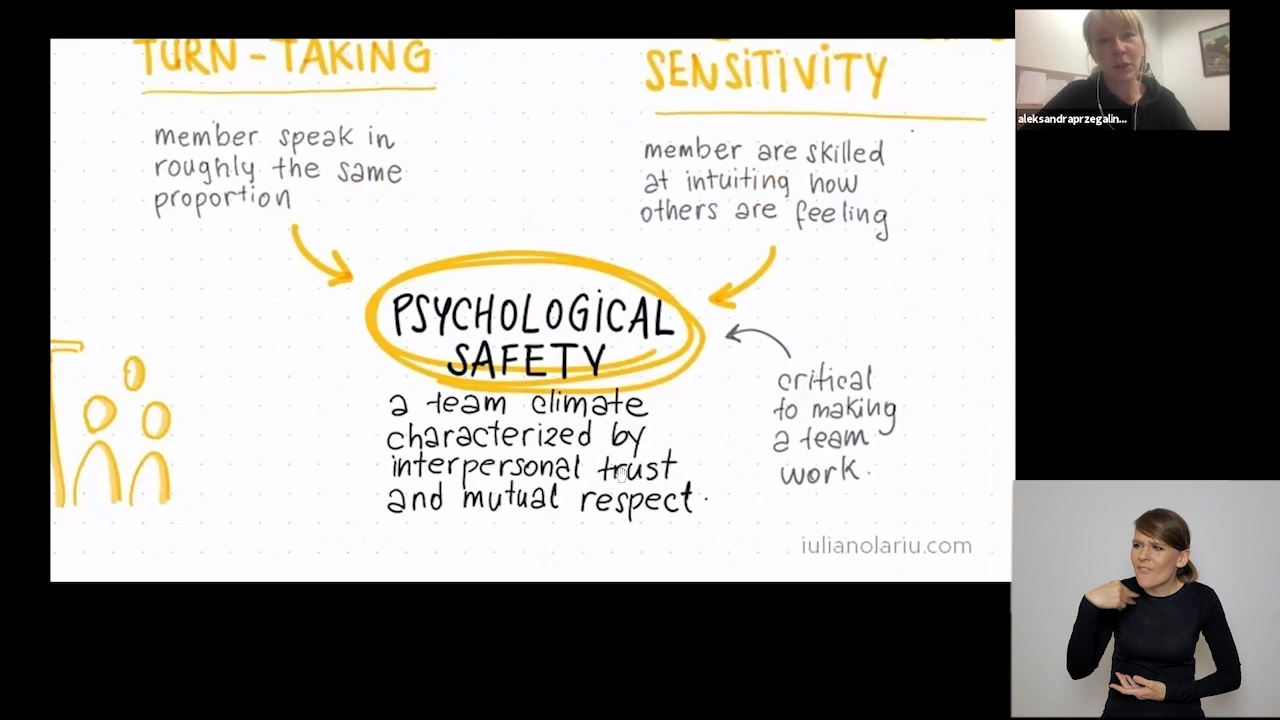 TURN-TAKING
member speak in
roughly the same
proportion
SENSITIVITY
member are skilled
at intuiting how
others are feeling
PSYCHOLOGICAL
SAFETY
a team climate
characterized by
interpersonal trust
and mutual respect.
critical
to making
a team
work.
iulianolariu.com
aleksandraprzegalin...